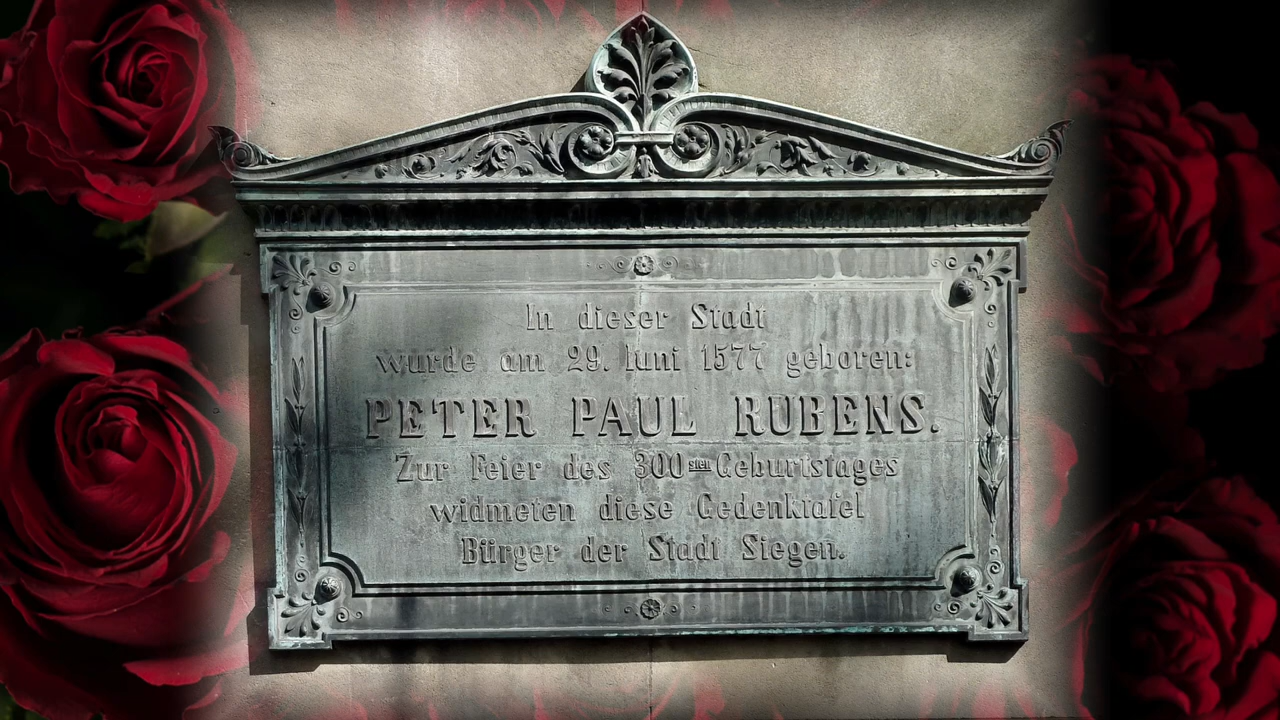 In dieser Stadt
wurde am 29. Iuni 1577 geboren:
PETER PAUL RUBENS.
Zur Feier des 300sten Geburtstages
widmeten diese Gedenktafel
Bürger der Stadt Siegen.